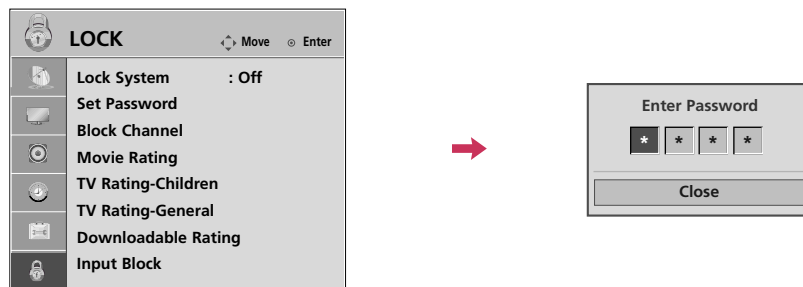 LOCK
Move Enter
Lock System : Off
Set Password
Block Channel
Movie Rating
TV Rating-Children
TV Rating-General
Downloadable Rating
Input Block
Enter Password
* * * *
Close